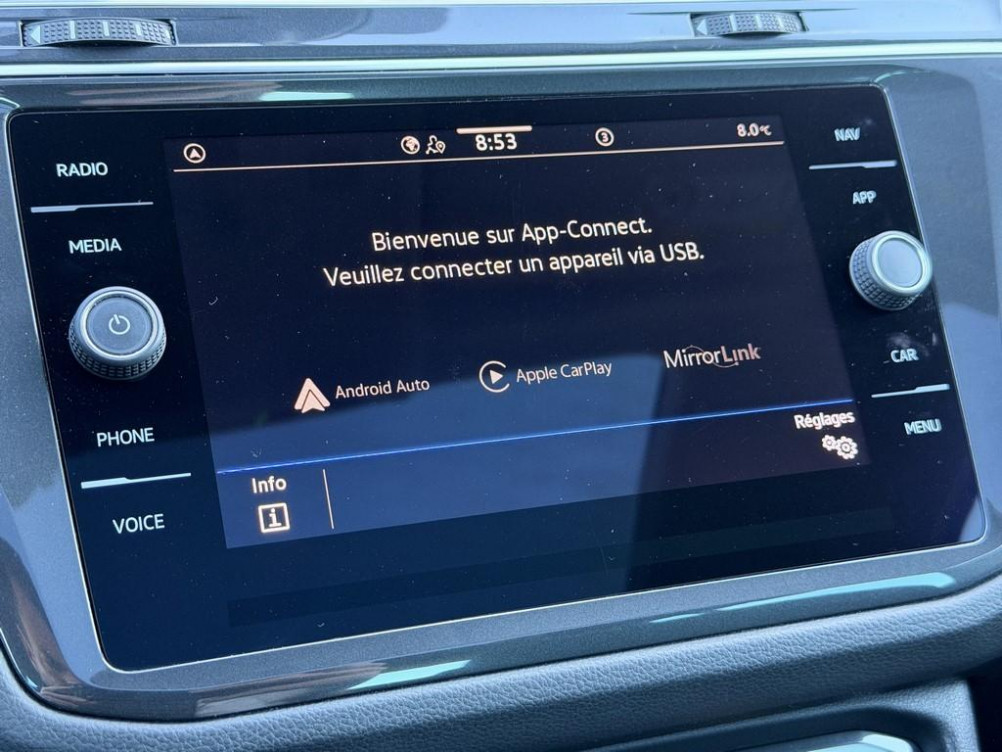 RADIO
MEDIA
PHONE
VOICE
8:53
3
8.0°C
Bienvenue sur App-Connect.
Veuillez connecter un appareil via USB.
Android Auto
Apple CarPlay
MirrorLink
Réglages
Info
i
NAV
APP
CAR
MENU